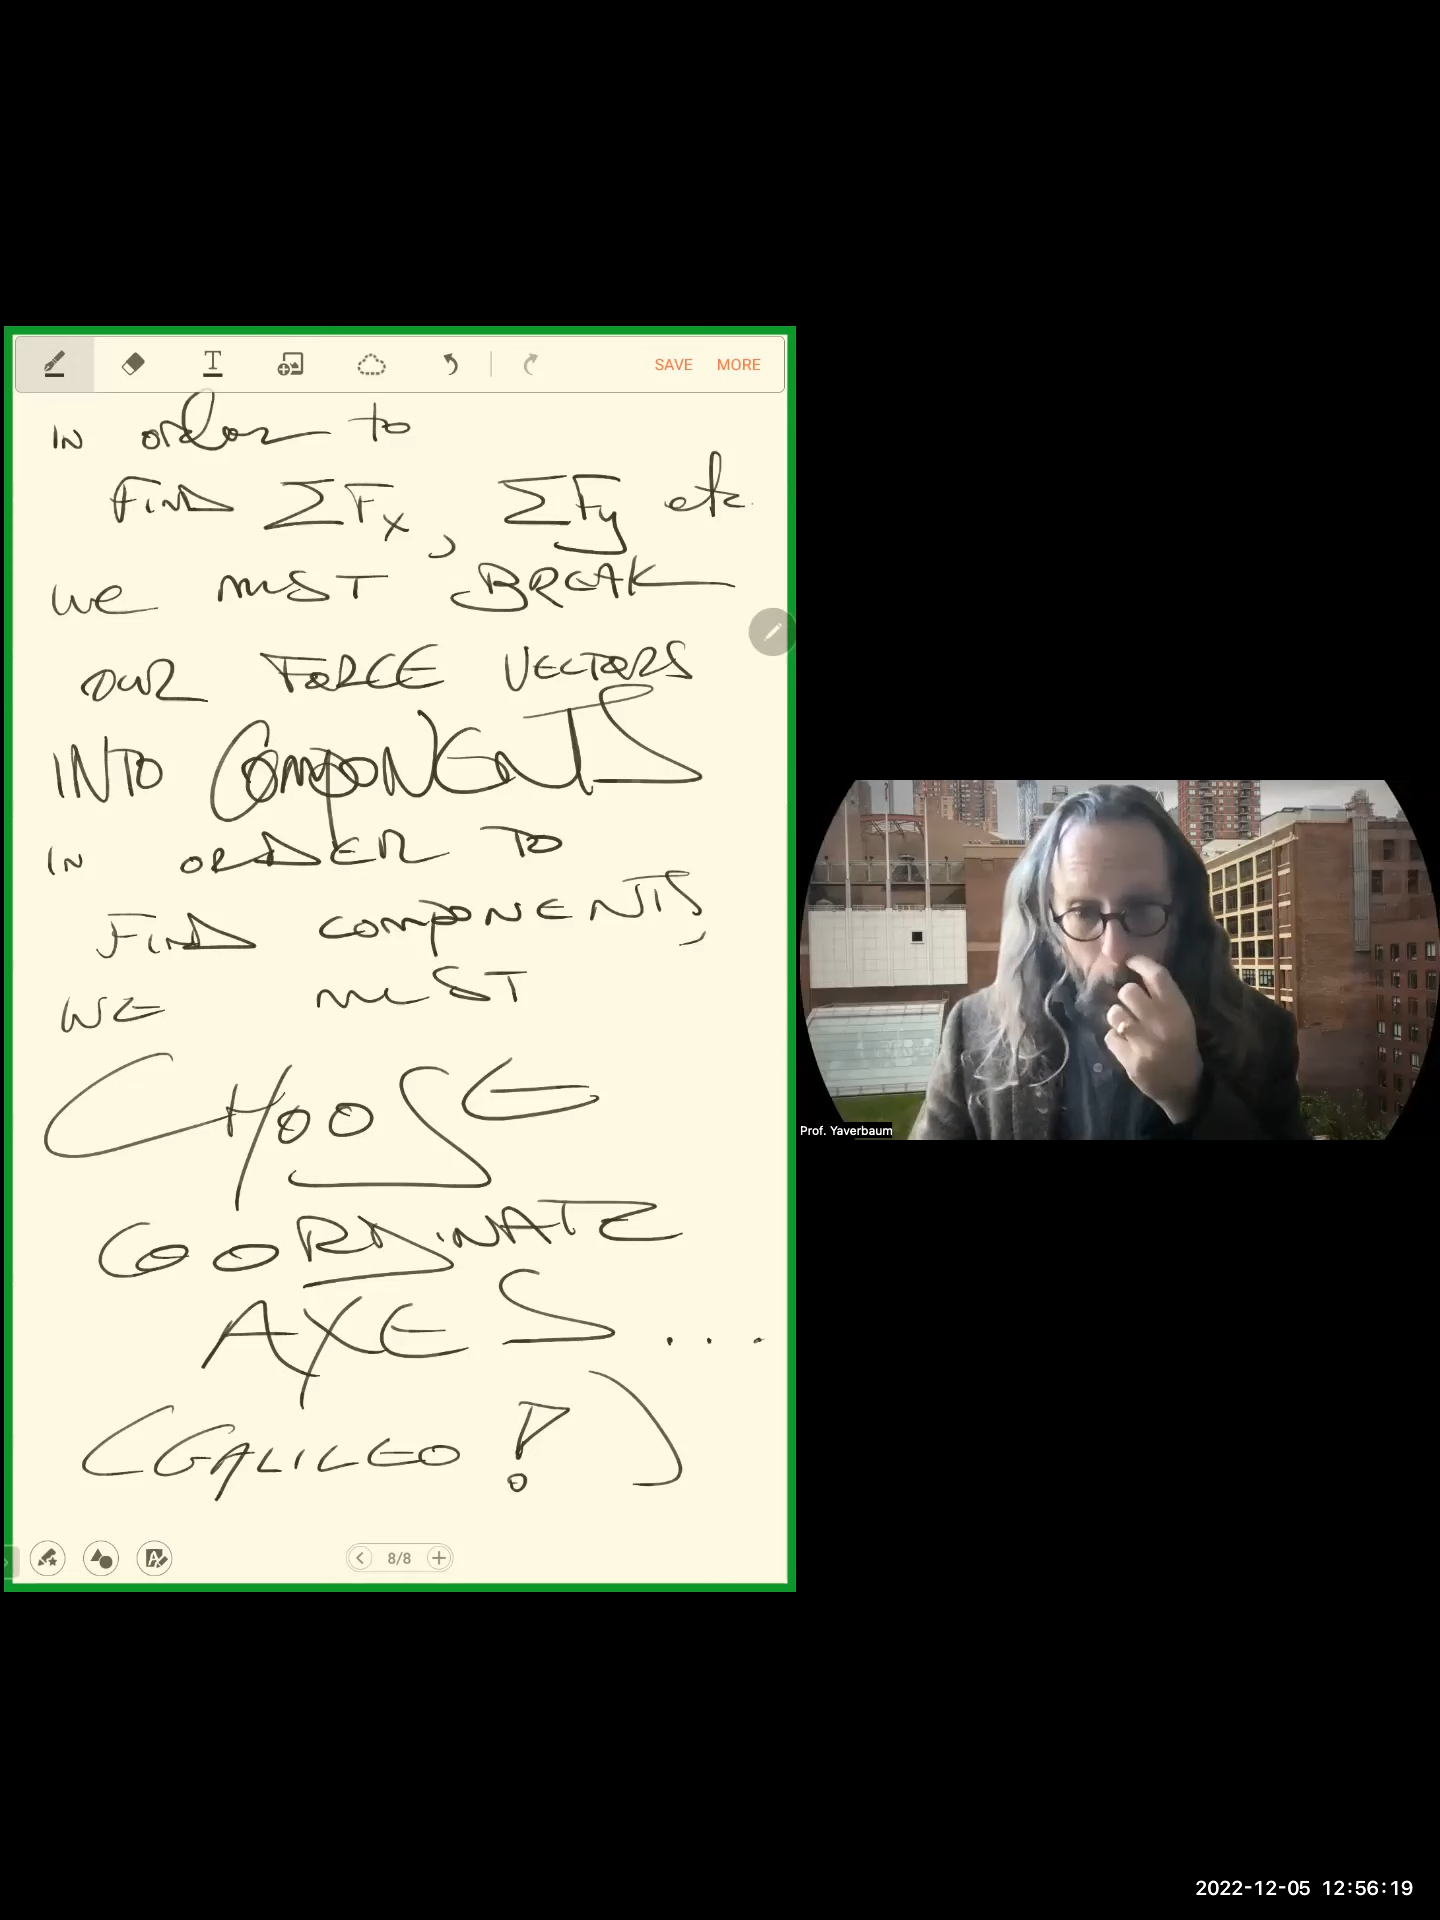 SAVE MORE
IN order to
FIND ΣFx, ΣFy etc.
WE MUST BREAK
OUR FORCE VECTORS
INTO COMPONENTS
IN ORDER TO
FIND COMPONENTS,
WE MUST
CHOOSE
COORDINATE
AXES...
(GALILEO!)
8/8
Prof. Yaverbaum
2022-12-05 12:56:19